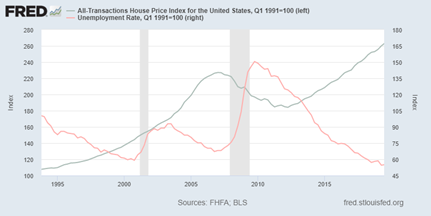 FRED
All-Transactions House Price Index for the United States, Q1 1991=100 (left)
Unemployment Rate, Q1 1991=100 (right)
280 180
260 165
240 150
220 135
200 120
180 105
160 90
140 75
120 60
100 45
Index Index
1995 2000 2005 2010 2015
Sources: FHFA; BLS fred.stlouisfed.org